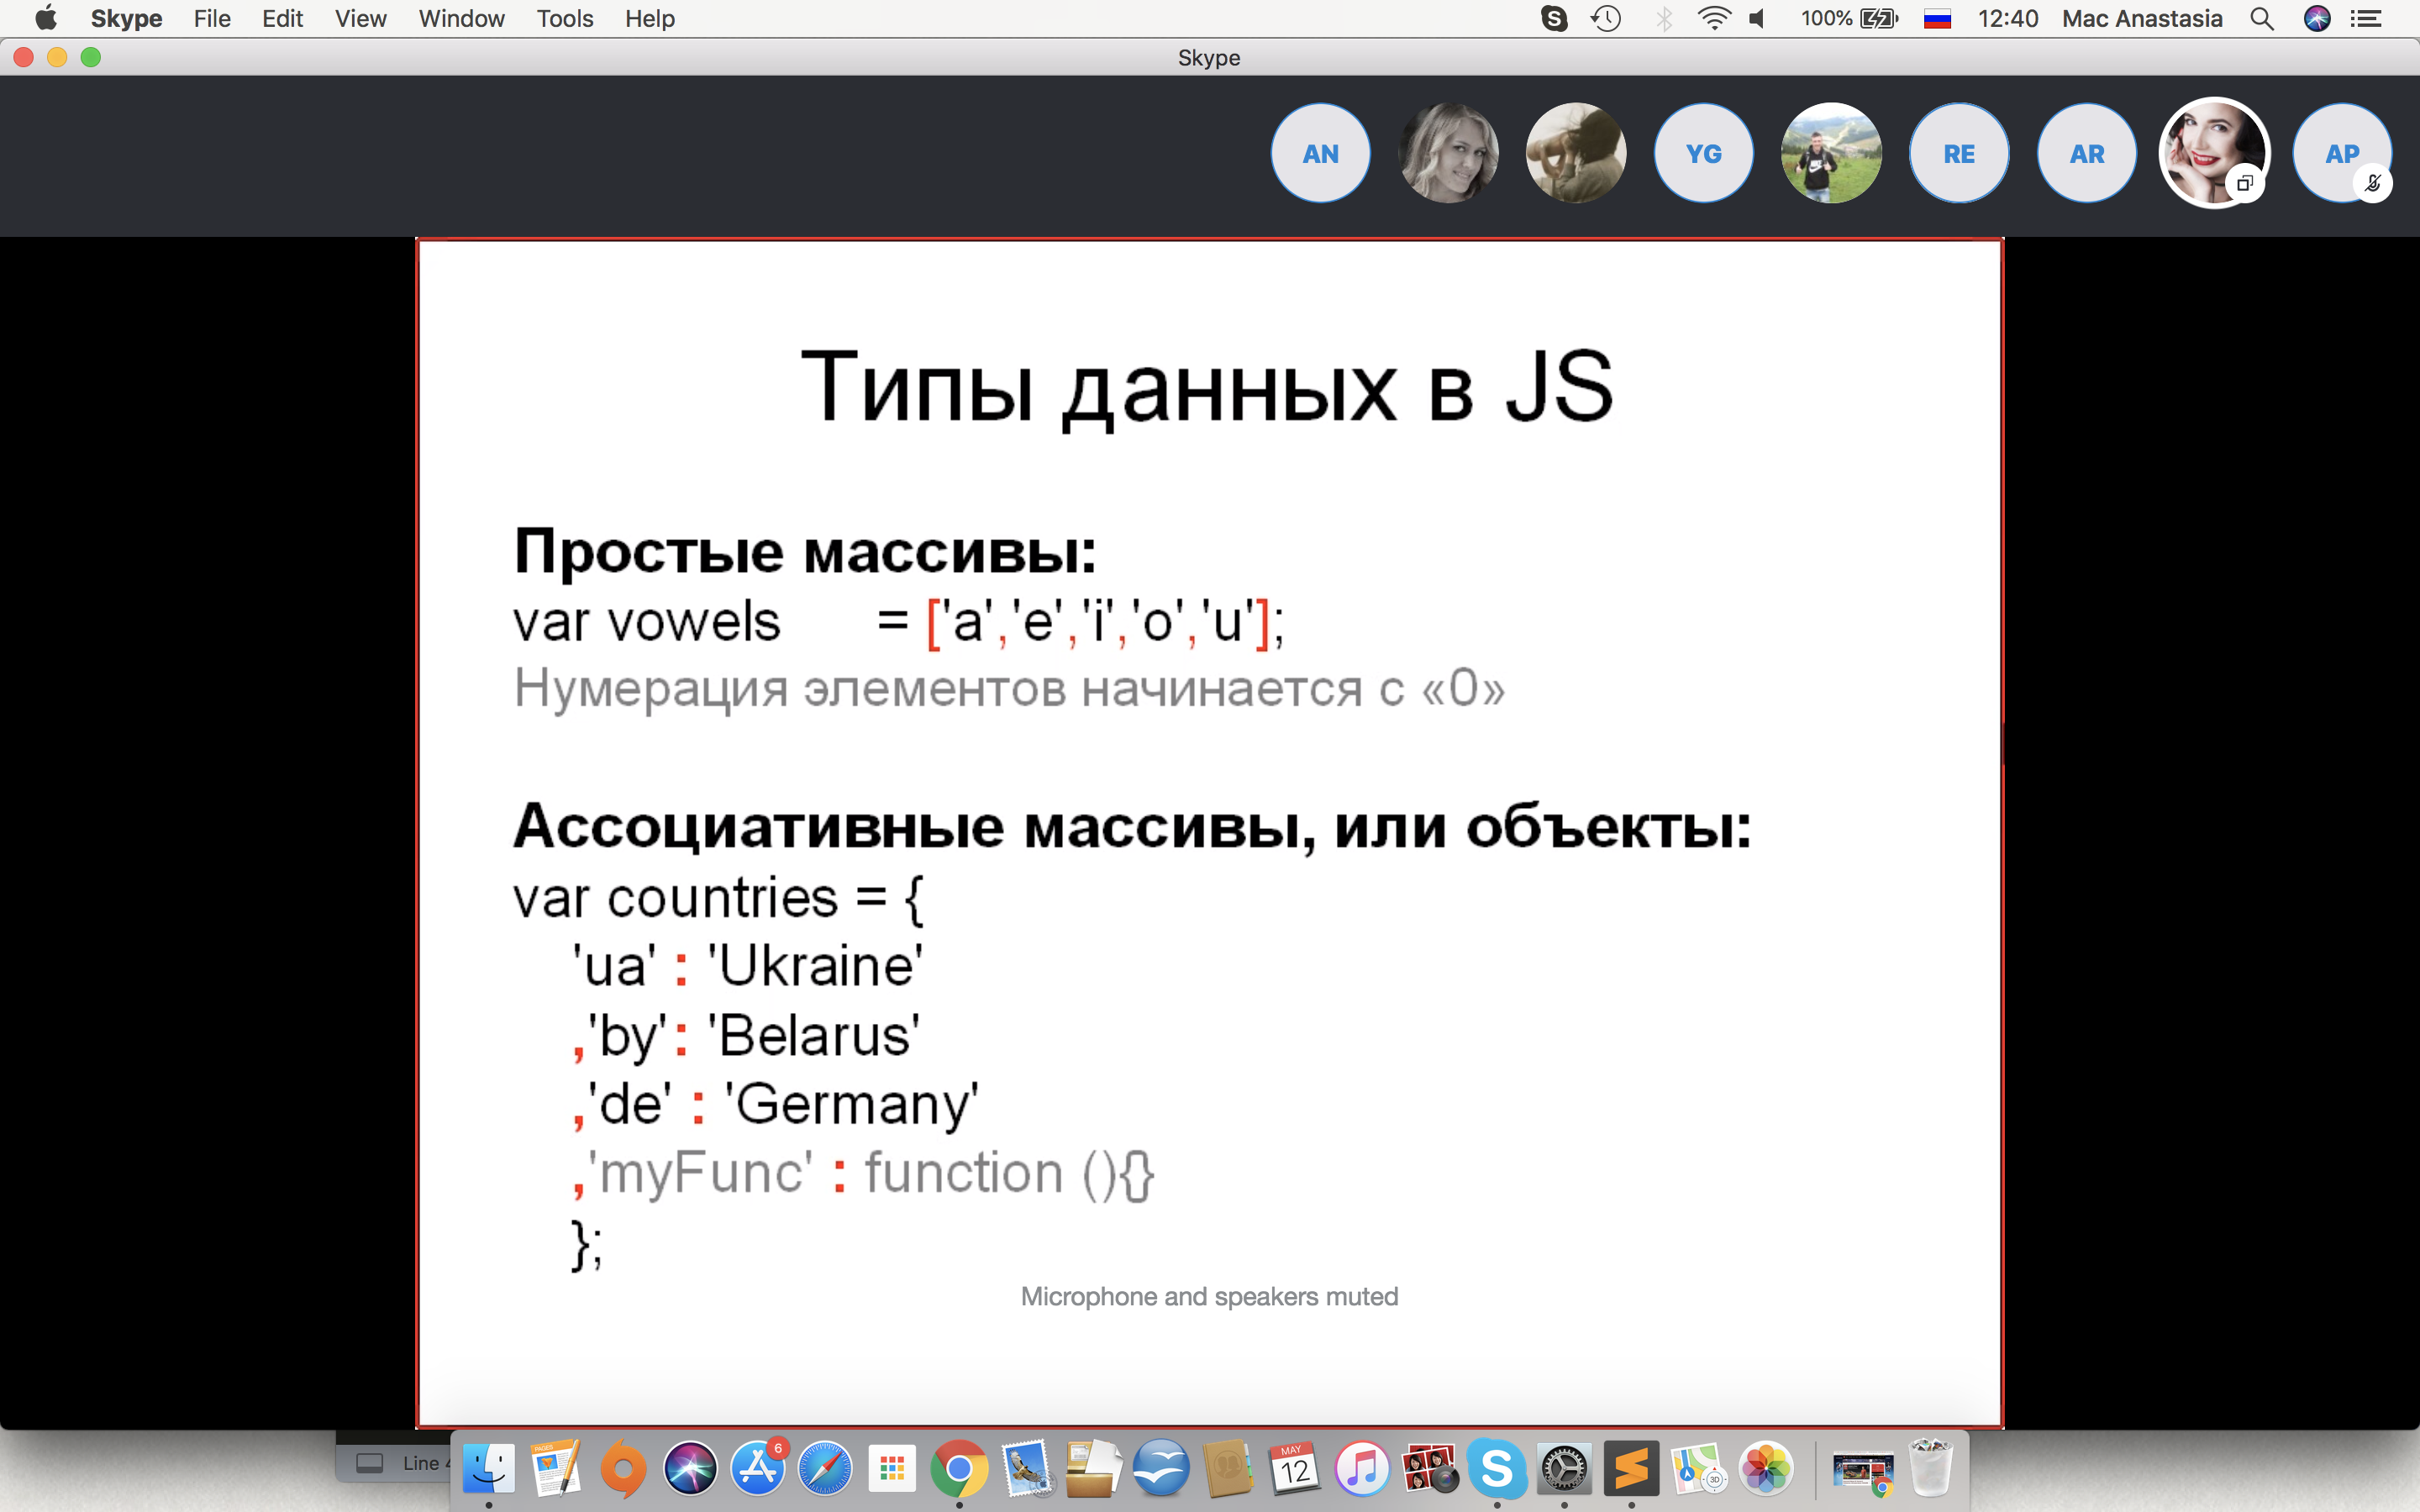 Skype File Edit View Window Tools Help 100% 12:40 Mac Anastasia
Skype
AN YG RE AR AP
Типы данных в JS
Простые массивы:
var vowels = ['a','e','i','o','u'];
Нумерация элементов начинается с «0»
Ассоциативные массивы, или объекты:
var countries = {
'ua' : 'Ukraine'
,'by': 'Belarus'
,'de' : 'Germany'
,'myFunc' : function (){}
};
Microphone and speakers muted
Line
PAGES
6
MAY
12
3D